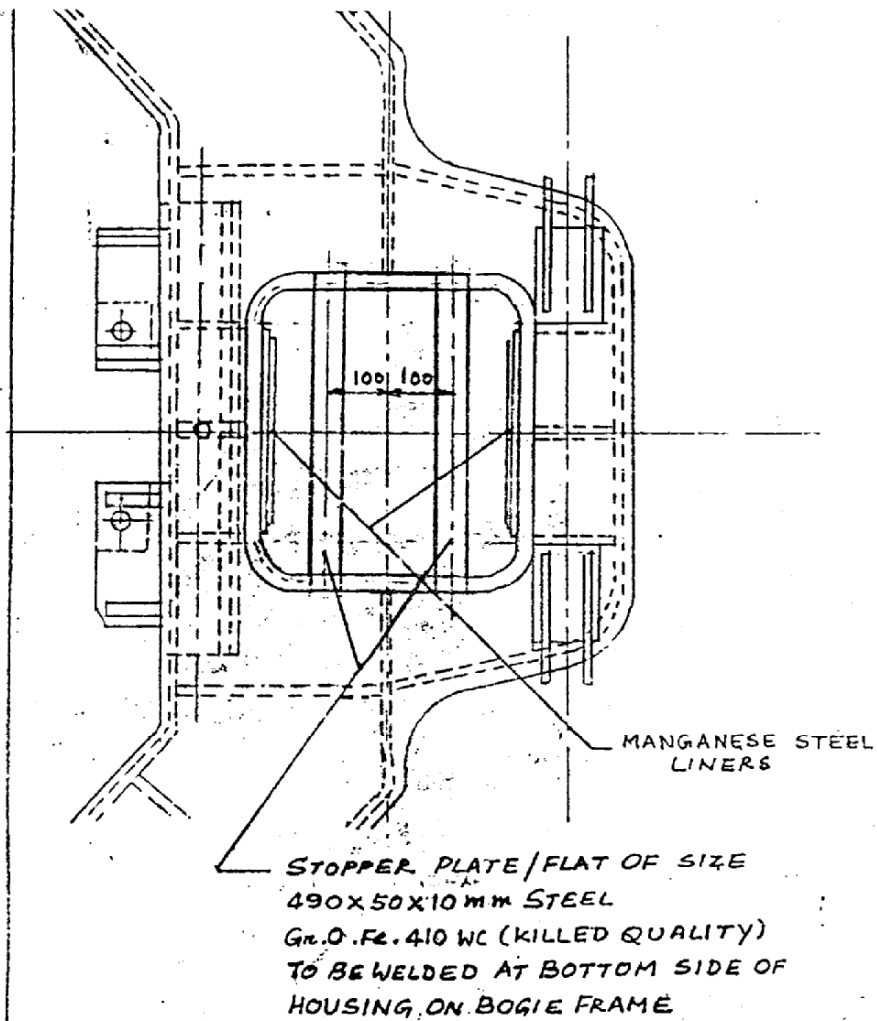 100 100
MANGANESE STEEL
LINERS
STOPPER PLATE/FLAT OF SIZE
490X50X10 mm STEEL
Gr.O.Fe.410 WC (KILLED QUALITY)
TO BE WELDED AT BOTTOM SIDE OF
HOUSING ON BOGIE FRAME